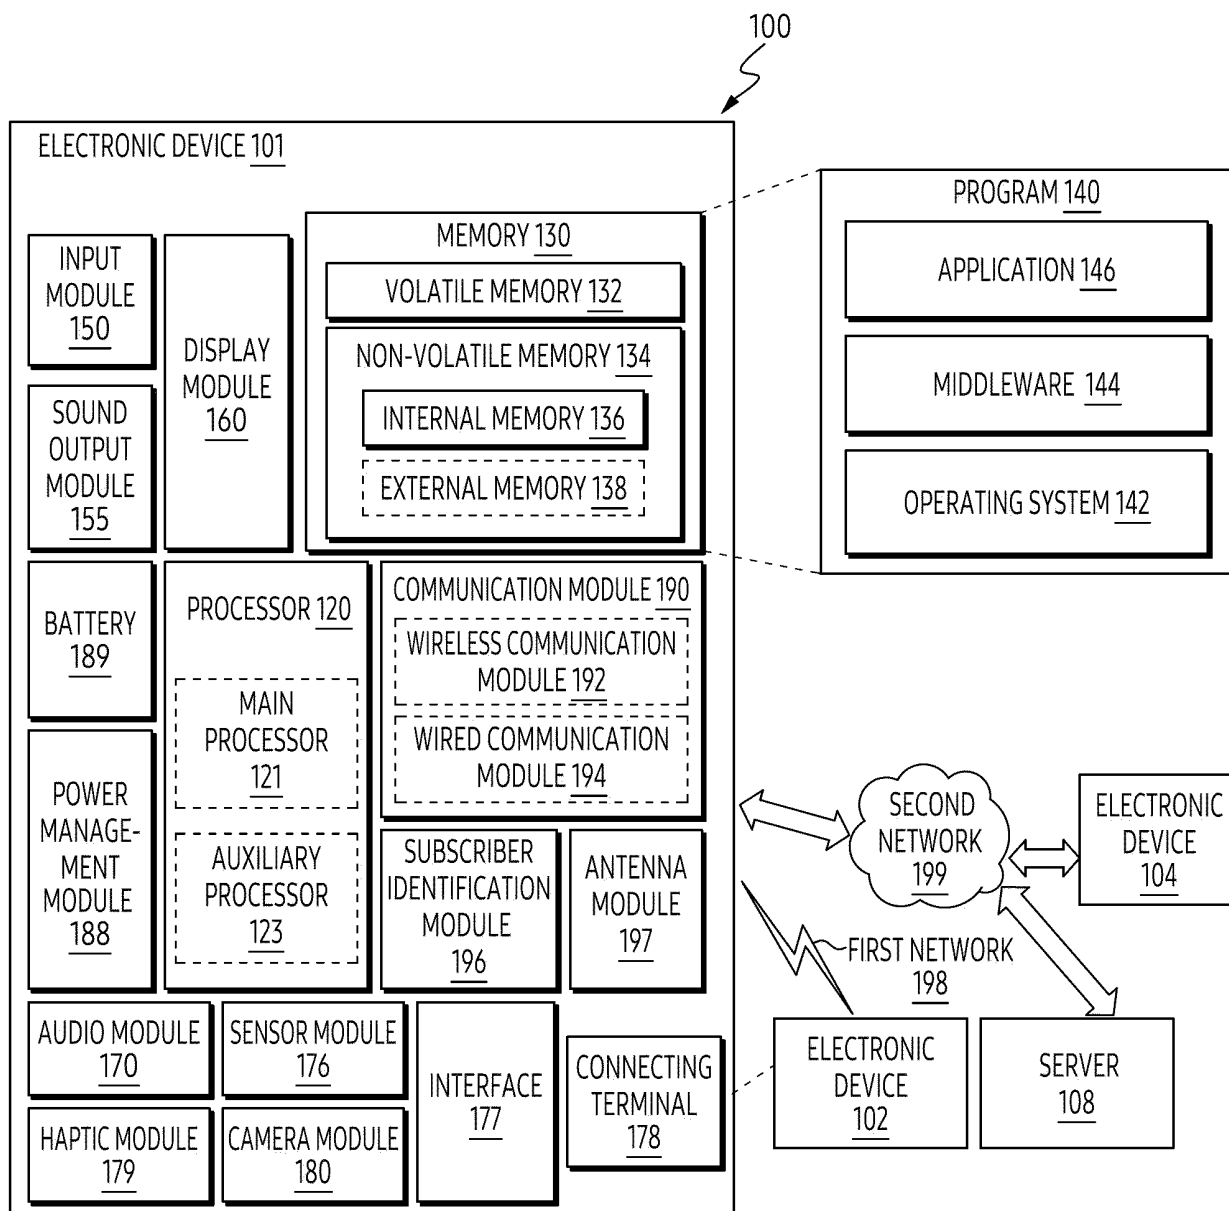 100
ELECTRONIC DEVICE 101
INPUT
MODULE
150
SOUND
OUTPUT
MODULE
155
DISPLAY
MODULE
160
MEMORY 130
VOLATILE MEMORY 132
NON-VOLATILE MEMORY 134
INTERNAL MEMORY 136
EXTERNAL MEMORY 138
PROGRAM 140
APPLICATION 146
MIDDLEWARE 144
OPERATING SYSTEM 142
BATTERY
189
POWER
MANAGE-
MENT
MODULE
188
PROCESSOR 120
MAIN
PROCESSOR
121
AUXILIARY
PROCESSOR
123
COMMUNICATION MODULE 190
WIRELESS COMMUNICATION
MODULE 192
WIRED COMMUNICATION
MODULE 194
SUBSCRIBER
IDENTIFICATION
MODULE
196
ANTENNA
MODULE
197
SECOND
NETWORK
199
ELECTRONIC
DEVICE
104
FIRST NETWORK
198
AUDIO MODULE
170
SENSOR MODULE
176
HAPTIC MODULE
179
CAMERA MODULE
180
INTERFACE
177
CONNECTING
TERMINAL
178
ELECTRONIC
DEVICE
102
SERVER
108